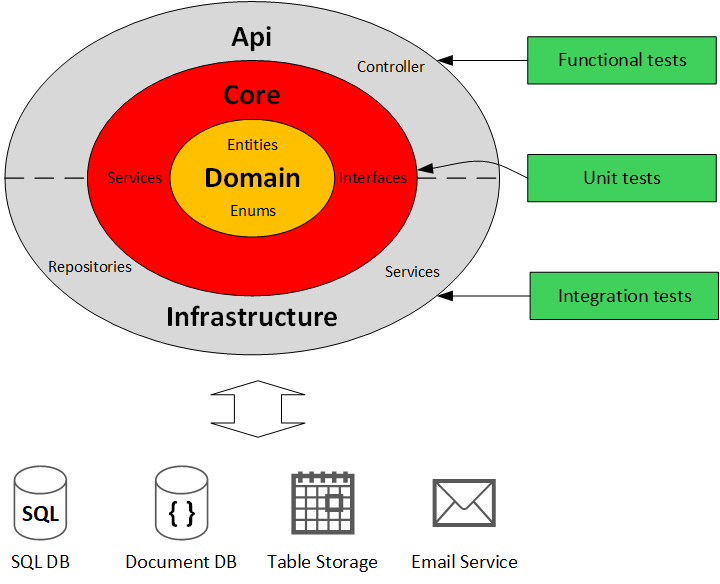 Api
Controller
Functional tests
Core
Entities
Services
Domain
Interfaces
Unit tests
Enums
Repositories
Services
Integration tests
Infrastructure
SQL
{ }
SQL DB
Document DB
Table Storage
Email Service